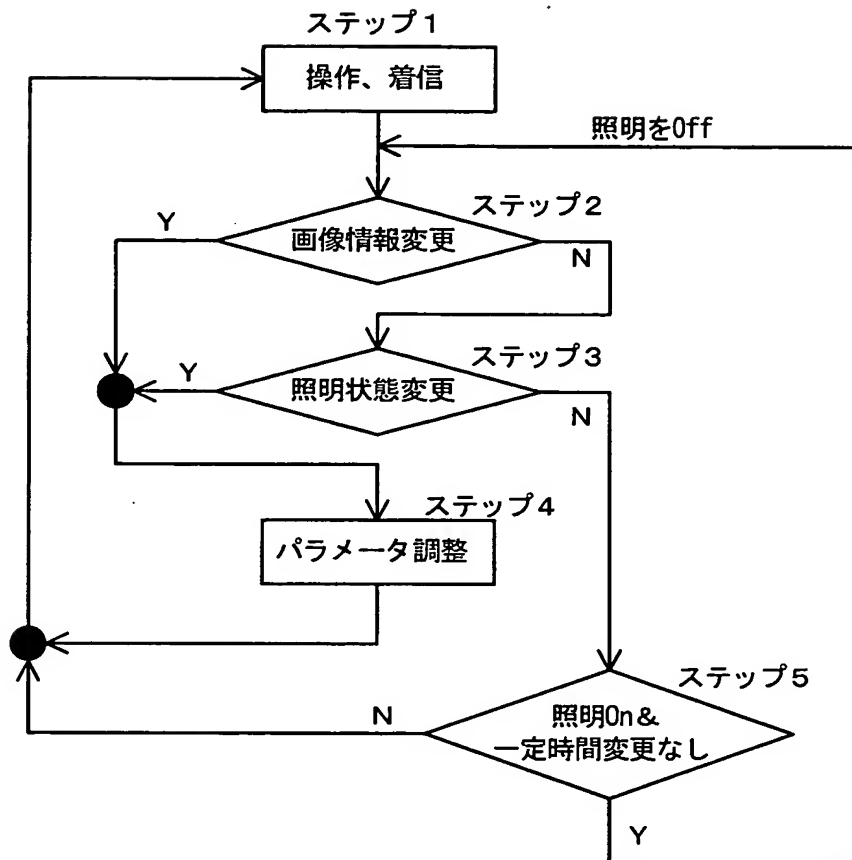 ステップ1
操作、着信
照明をOff
ステップ2
Y
画像情報変更
N
ステップ3
Y
照明状態変更
N
ステップ4
パラメータ調整
ステップ5
N
照明On&
一定時間変更なし
Y